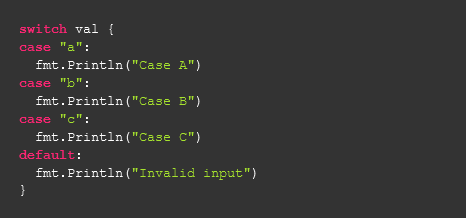 switch val {
case "a":
  fmt.Println("Case A")
case "b":
  fmt.Println("Case B")
case "c":
  fmt.Println("Case C")
default:
  fmt.Println("Invalid input")
}